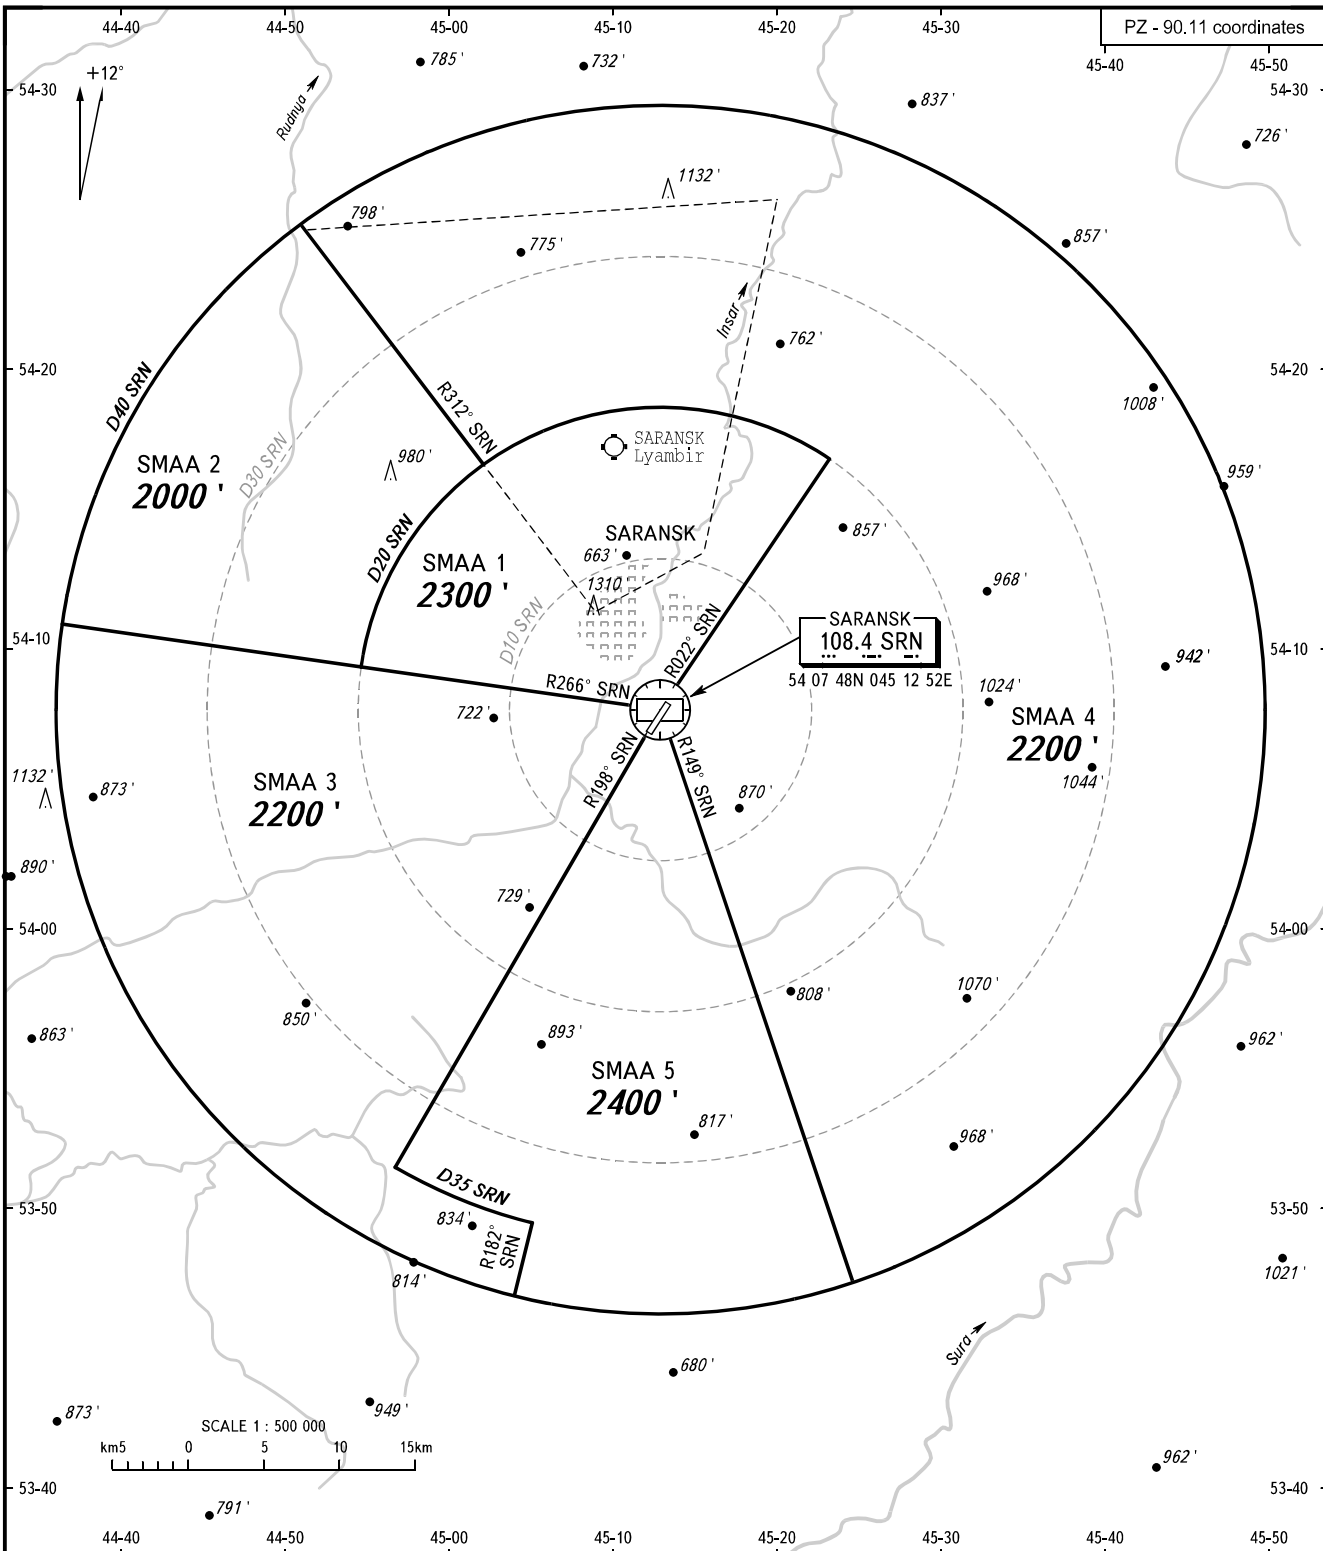 44-40
44-50
45-00
45-10
45-20
45-30
PZ - 90.11 coordinates
45-40
45-50
+12°
54-30
54-30
Rudnya
785 '
732 '
837 '
726 '
1132 '
798 '
775 '
857 '
Insar
762 '
54-20
54-20
D40 SRN
R312° SRN
1008 '
SARANSK
Lyambir
D30 SRN
980 '
SMAA 2
2000 '
959 '
D20 SRN
857 '
SARANSK
663 '
SMAA 1
2300 '
1310
968 '
D10 SRN
R022° SRN
SARANSK
108.4 SRN
54 07 48N 045 12 52E
54-10
54-10
942 '
R266° SRN
1024 '
722 '
SMAA 4
2200 '
R198° SRN
R149° SRN
1044 '
1132 '
873 '
SMAA 3
2200 '
870 '
890 '
729 '
54-00
54-00
808 '
1070 '
850 '
863 '
893 '
962 '
SMAA 5
2400 '
817 '
968 '
D35 SRN
53-50
53-50
834 '
R182°
SRN
814 '
1021 '
Sura
680 '
949 '
873 '
SCALE 1 : 500 000
km5 0 5 10 15km
962 '
53-40
53-40
791 '
44-40
44-50
45-00
45-10
45-20
45-30
45-40
45-50